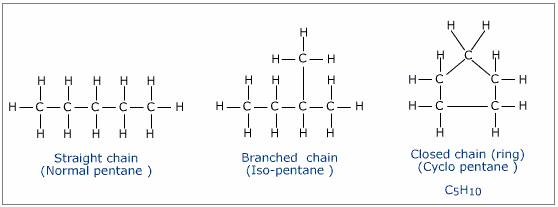 H H H H H
H—C—C—C—C—C—H
H H H H H
Straight chain
(Normal pentane )
H
H—C—H
H H H
H—C—C—C—C—H
H H H H
Branched chain
(Iso-pentane )
H H
H C H
H—C C—H
H—C C—H
H H
Closed chain (ring)
(Cyclo pentane )
C5H10